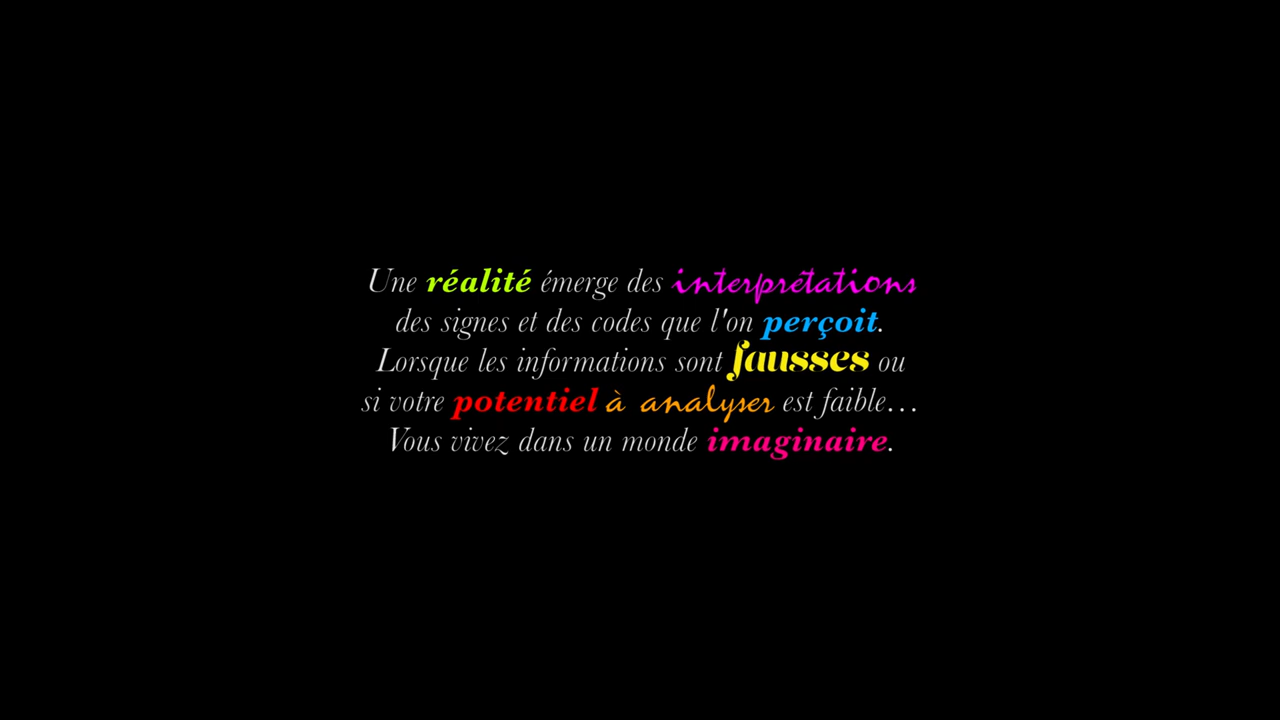 Une réalité émerge des interprétations
des signes et des codes que l'on perçoit.
Lorsque les informations sont fausses ou
si votre potentiel à analyser est faible…
Vous vivez dans un monde imaginaire.